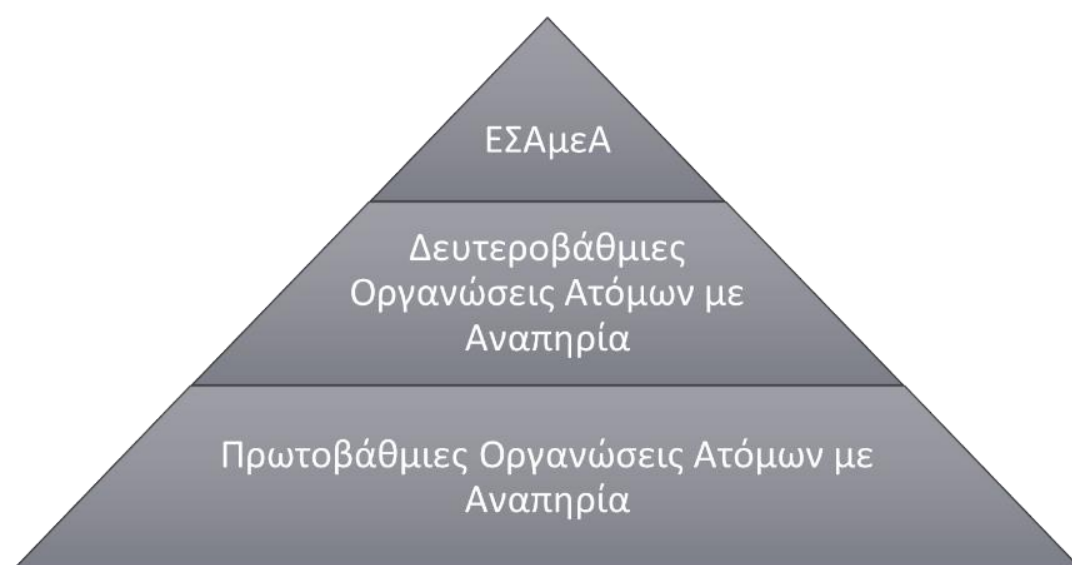 ΕΣΑμεΑ
Δευτεροβάθμιες
Οργανώσεις Ατόμων με
Αναπηρία
Πρωτοβάθμιες Οργανώσεις Ατόμων με
Αναπηρία